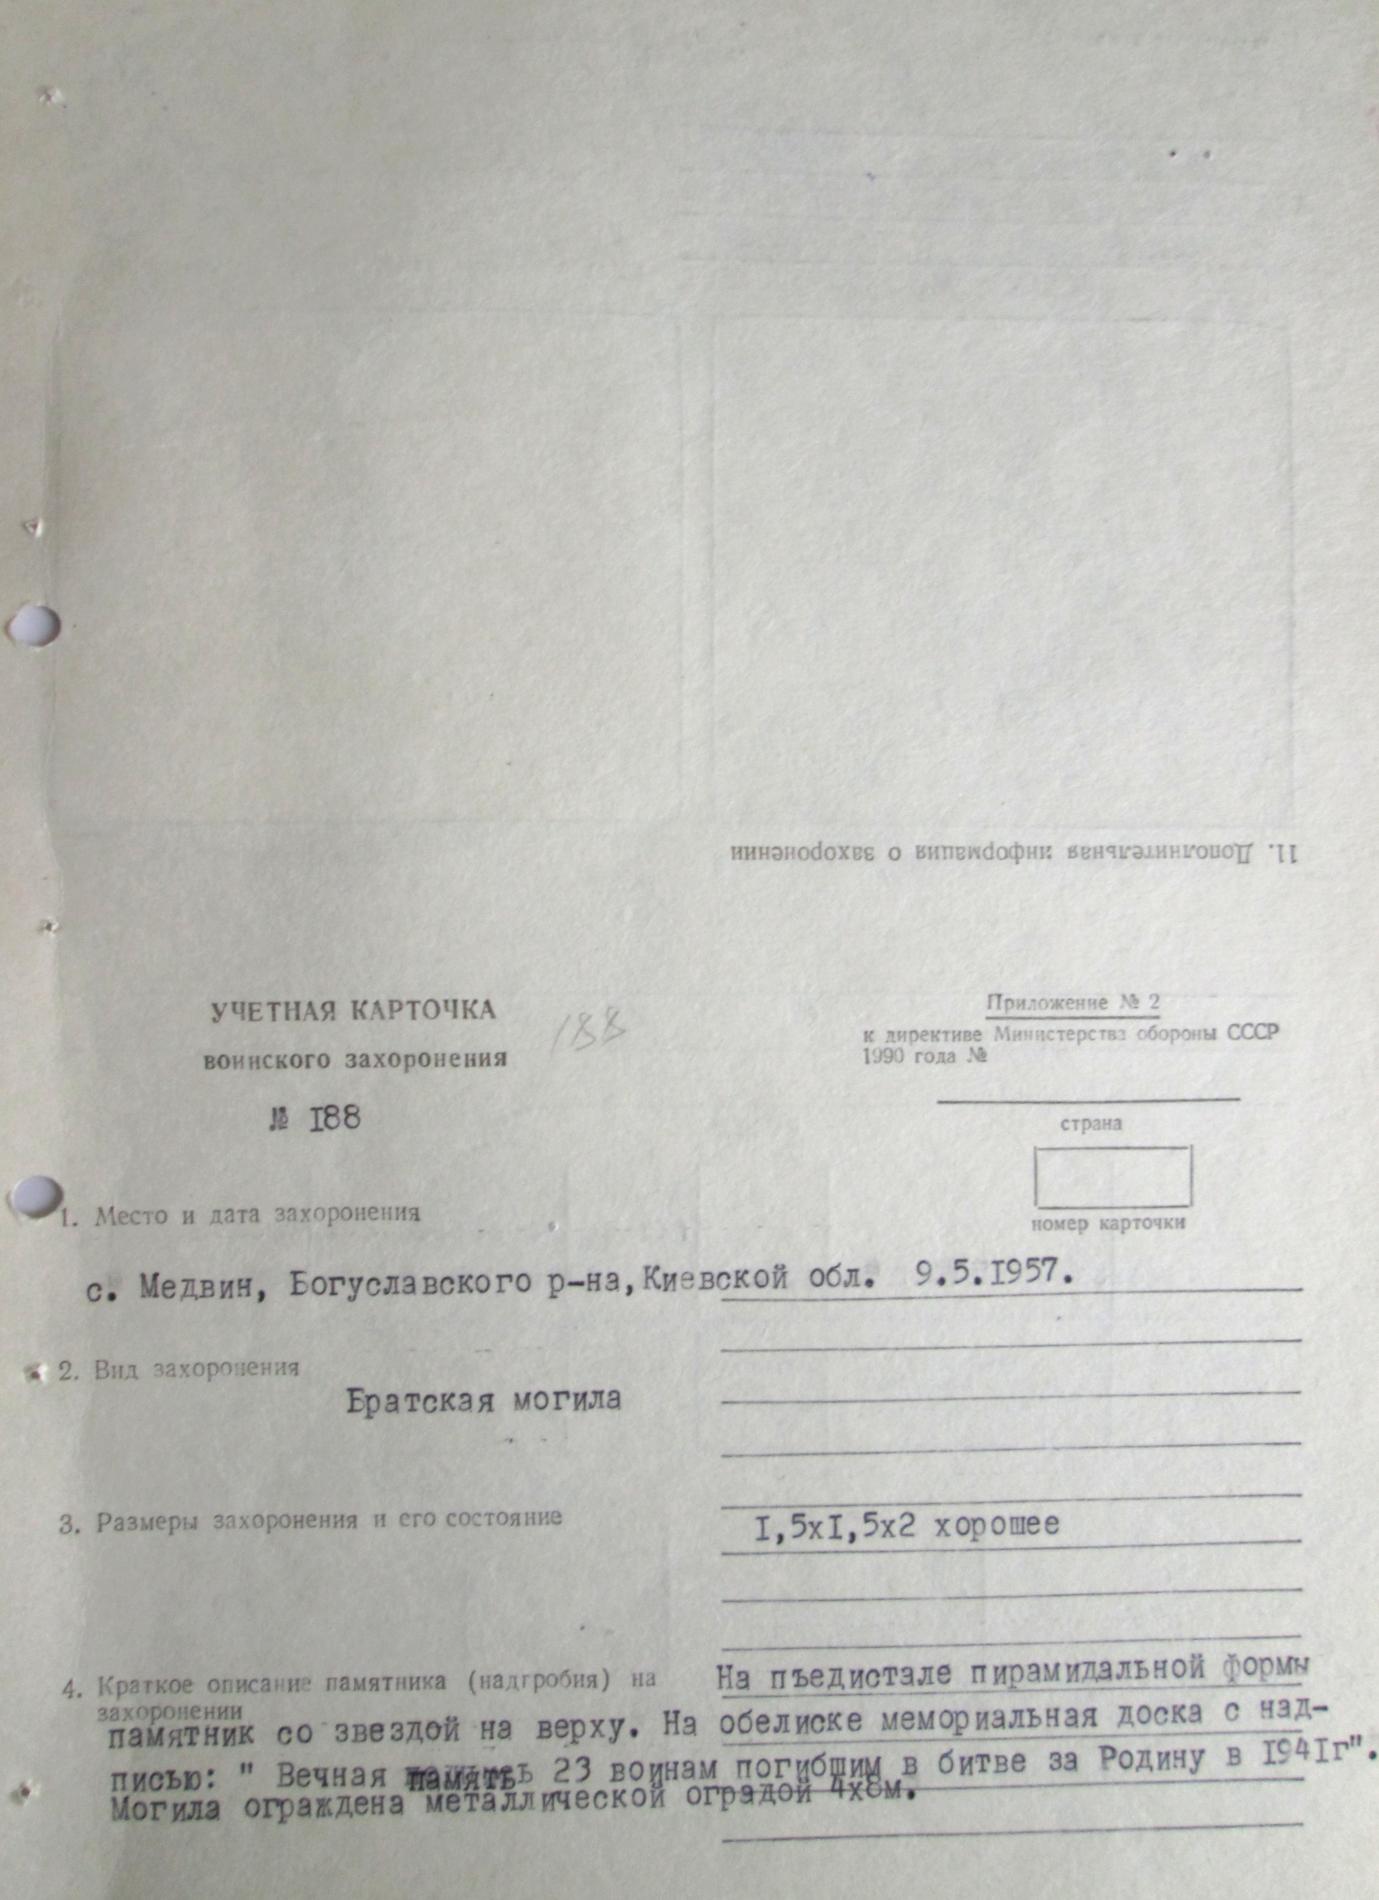 11. Дополнительная информация о захоронении
УЧЕТНАЯ КАРТОЧКА
воинского захоронения
№ I88
188
Приложение № 2
к директиве Министерства обороны СССР
1990 года №
страна
номер карточки
1. Место и дата захоронения
с. Медвин, Богуславского р-на,Киевской обл. 9.5.I957.
2. Вид захоронения
Братская могила
3. Размеры захоронения и его состояние
I,5хI,5х2 хорошее
4. Краткое описание памятника (надгробия) на
захоронении
На пъедистале пирамидальной формы
памятник со звездой на верху. На обелиске мемориальная доска с над-
писью: " Вечная память 23 воинам погибшим в битве за Родину в I94Iг".
Могила ограждена металлической оградой 4х8м.